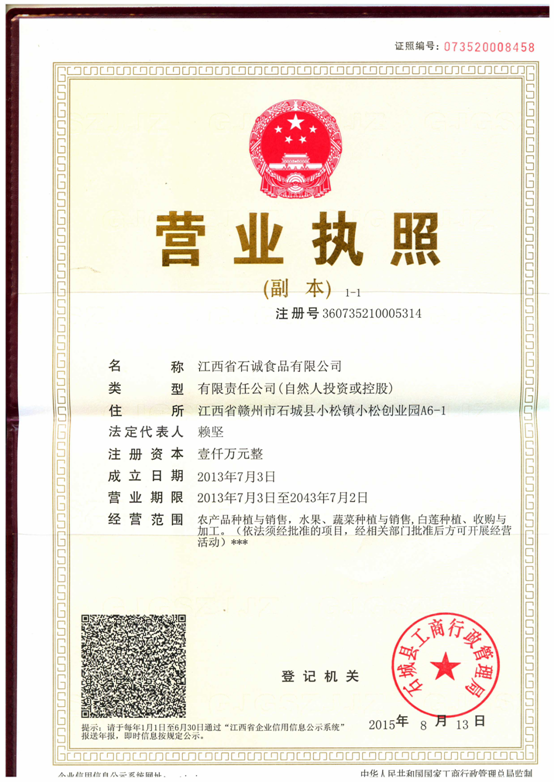 证照编号：073520008458
营业执照
(副 本) 1-1
注册号 360735210005314
名 称 江西省石诚食品有限公司
类 型 有限责任公司(自然人投资或控股)
住 所 江西省赣州市石城县小松镇小松创业园A6-1
法定代表人 赖坚
注册资本 壹仟万元整
成立日期 2013年7月3日
营业期限 2013年7月3日至2043年7月2日
经营范围 农产品种植与销售，水果、蔬菜种植与销售,白莲种植、收购与
加工。（依法须经批准的项目，经相关部门批准后方可开展经营
活动）***
石城县工商行政管理局
登记机关
2015年 8月 13日
提示：请于每年1月1日至6月30日通过“江西省企业信用信息公示系统”
报送年报，即时信息按规定公示。
企业信用信息公示系统网址： 中华人民共和国国家工商行政管理总局监制